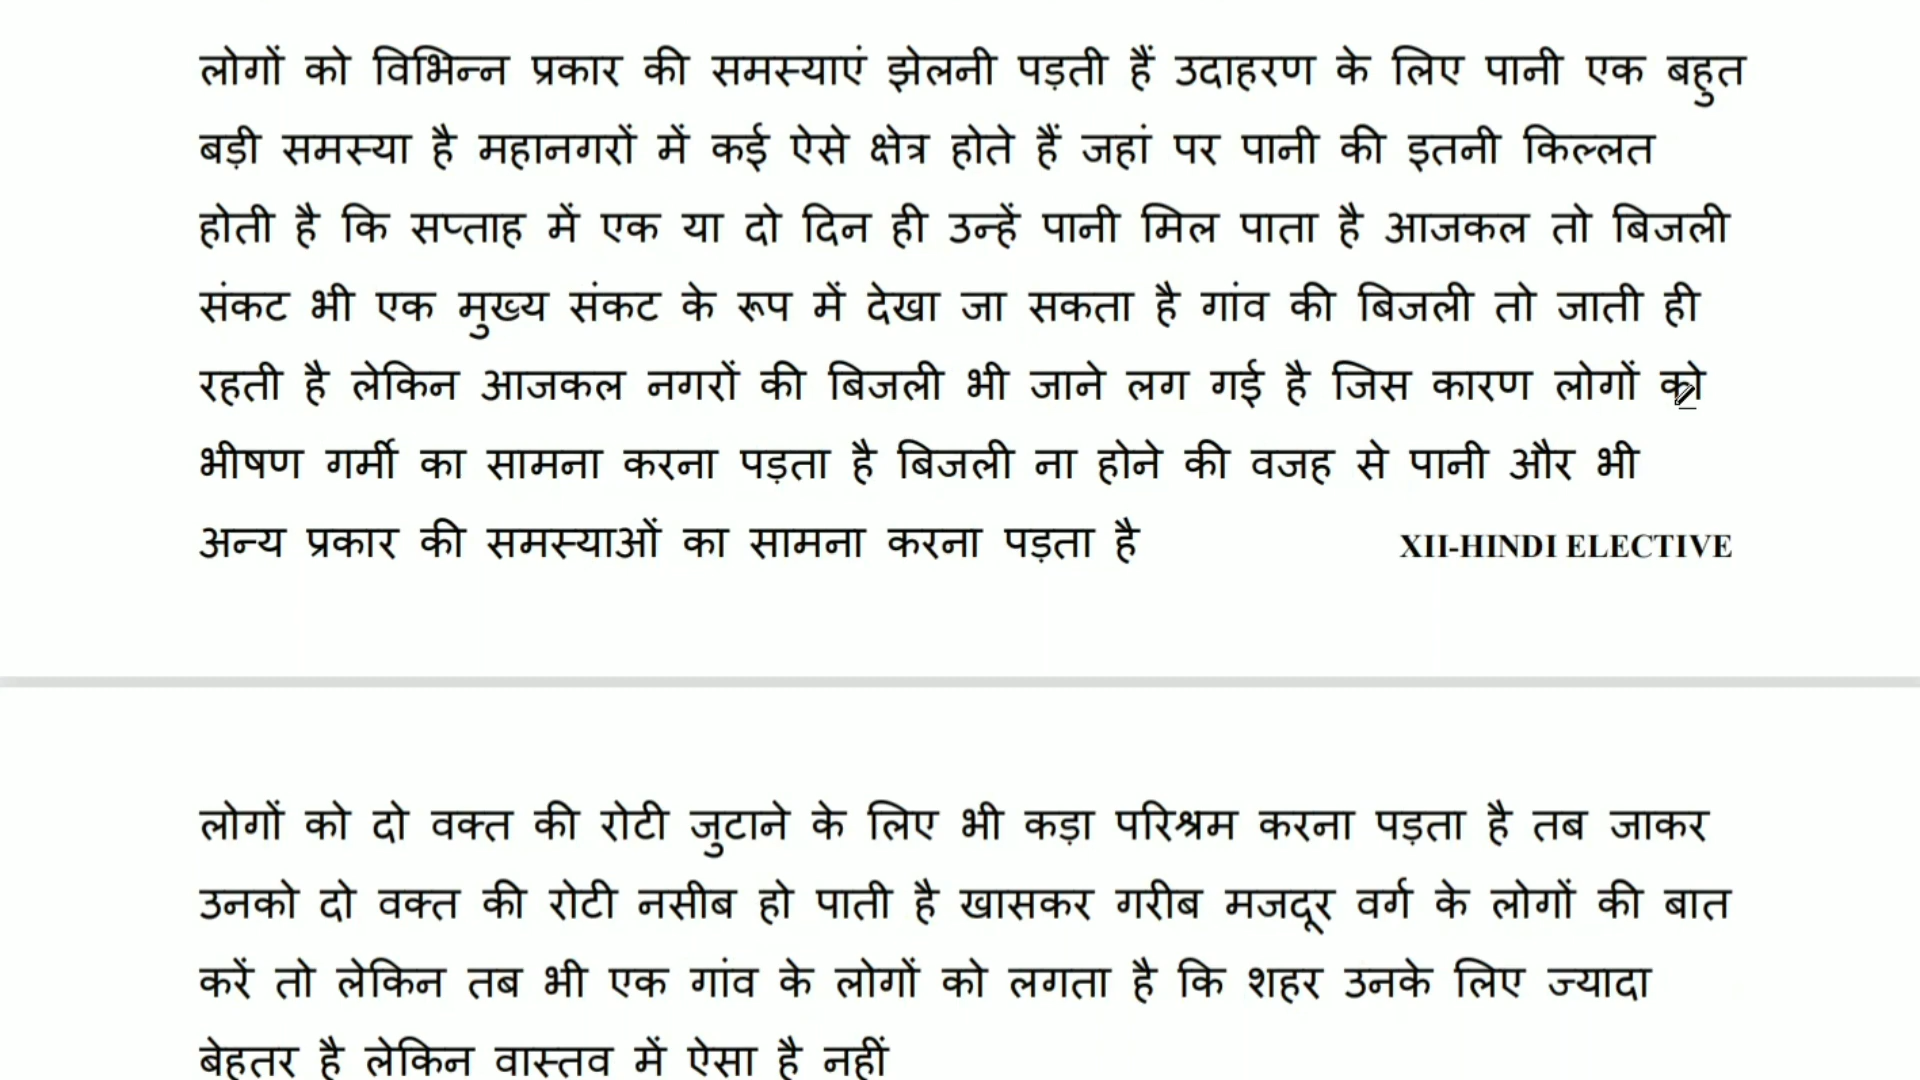 लोगों को विभिन्न प्रकार की समस्याएं झेलनी पड़ती हैं उदाहरण के लिए पानी एक बहुत
बड़ी समस्या है महानगरों में कई ऐसे क्षेत्र होते हैं जहां पर पानी की इतनी किल्लत
होती है कि सप्ताह में एक या दो दिन ही उन्हें पानी मिल पाता है आजकल तो बिजली
संकट भी एक मुख्य संकट के रूप में देखा जा सकता है गांव की बिजली तो जाती ही
रहती है लेकिन आजकल नगरों की बिजली भी जाने लग गई है जिस कारण लोगों को
भीषण गर्मी का सामना करना पड़ता है बिजली ना होने की वजह से पानी और भी
अन्य प्रकार की समस्याओं का सामना करना पड़ता है XII-HINDI ELECTIVE
लोगों को दो वक्त की रोटी जुटाने के लिए भी कड़ा परिश्रम करना पड़ता है तब जाकर
उनको दो वक्त की रोटी नसीब हो पाती है खासकर गरीब मजदूर वर्ग के लोगों की बात
करें तो लेकिन तब भी एक गांव के लोगों को लगता है कि शहर उनके लिए ज्यादा
बेहतर है लेकिन वास्तव में ऐसा है नहीं